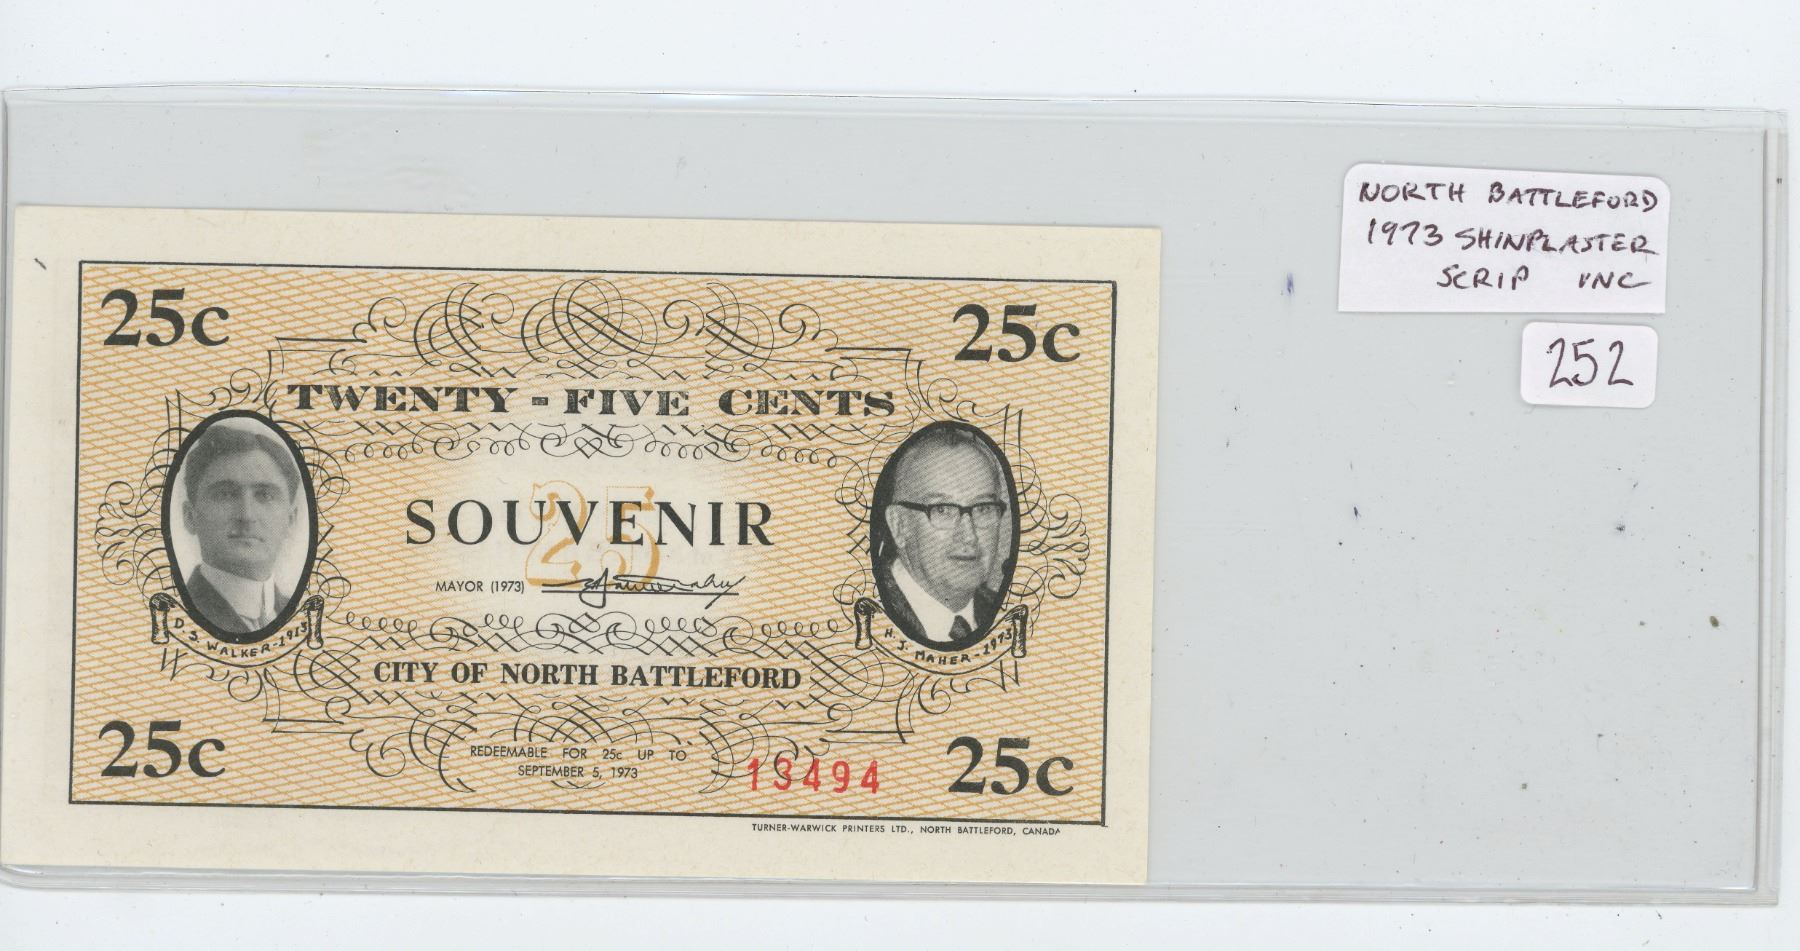 NORTH BATTLEFORD
1973 SHINPLASTER
SCRIP UNC
252
25c 25c
TWENTY - FIVE CENTS
25
SOUVENIR
MAYOR (1973)
D. S. WALKER - 1913
H. J. MAHER - 1973
CITY OF NORTH BATTLEFORD
25c 25c
REDEEMABLE FOR 25c UP TO
SEPTEMBER 5, 1973
13494
TURNER-WARWICK PRINTERS LTD., NORTH BATTLEFORD, CANADA